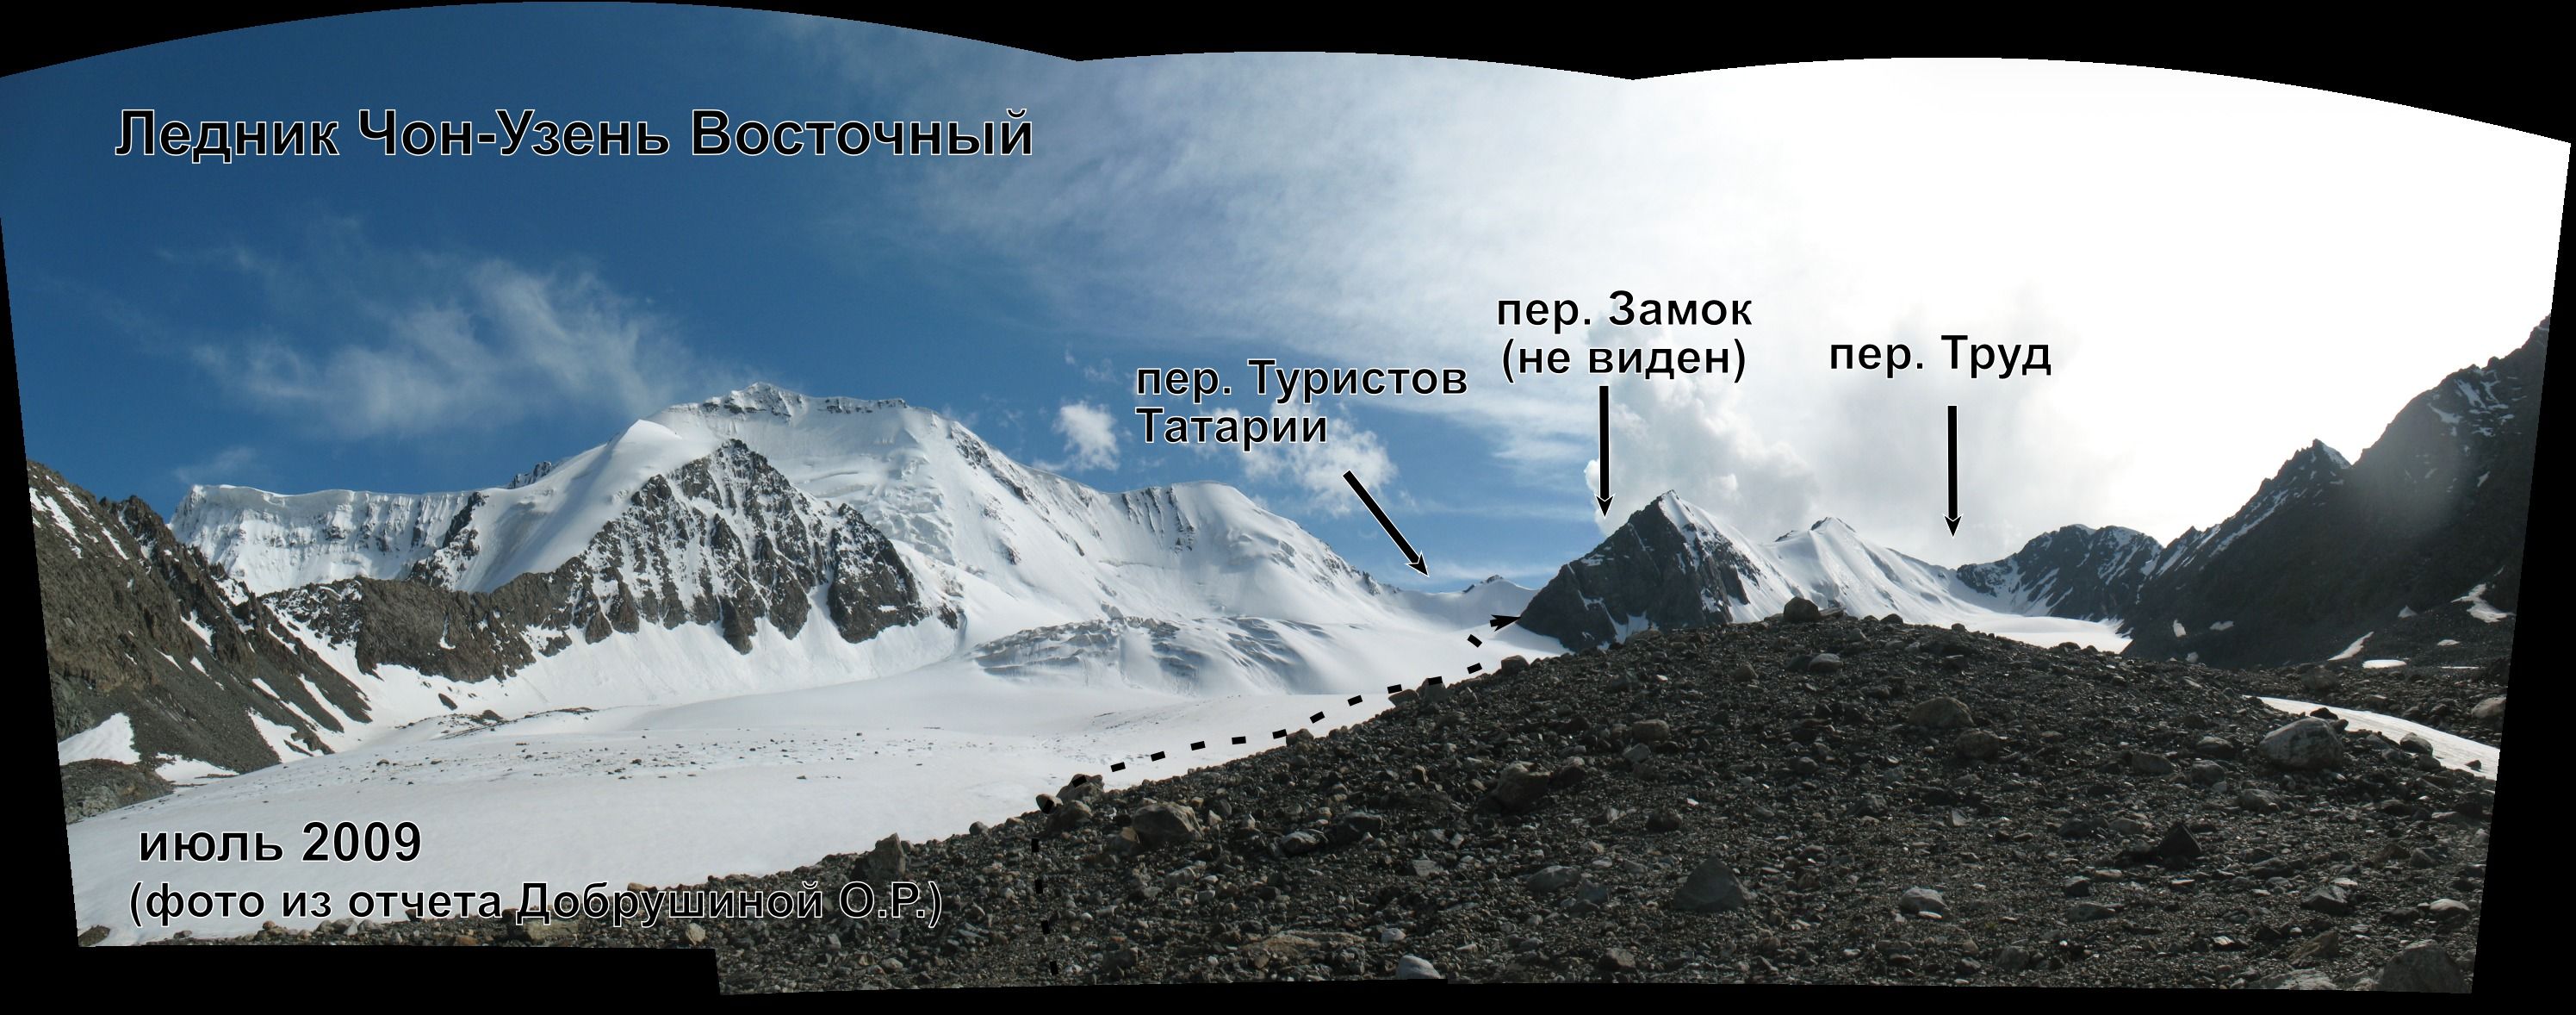 Ледник Чон-Узень Восточный
пер. Туристов
Татарии
пер. Замок
(не виден)
пер. Труд
июль 2009
(фото из отчета Добрушиной О.Р.)